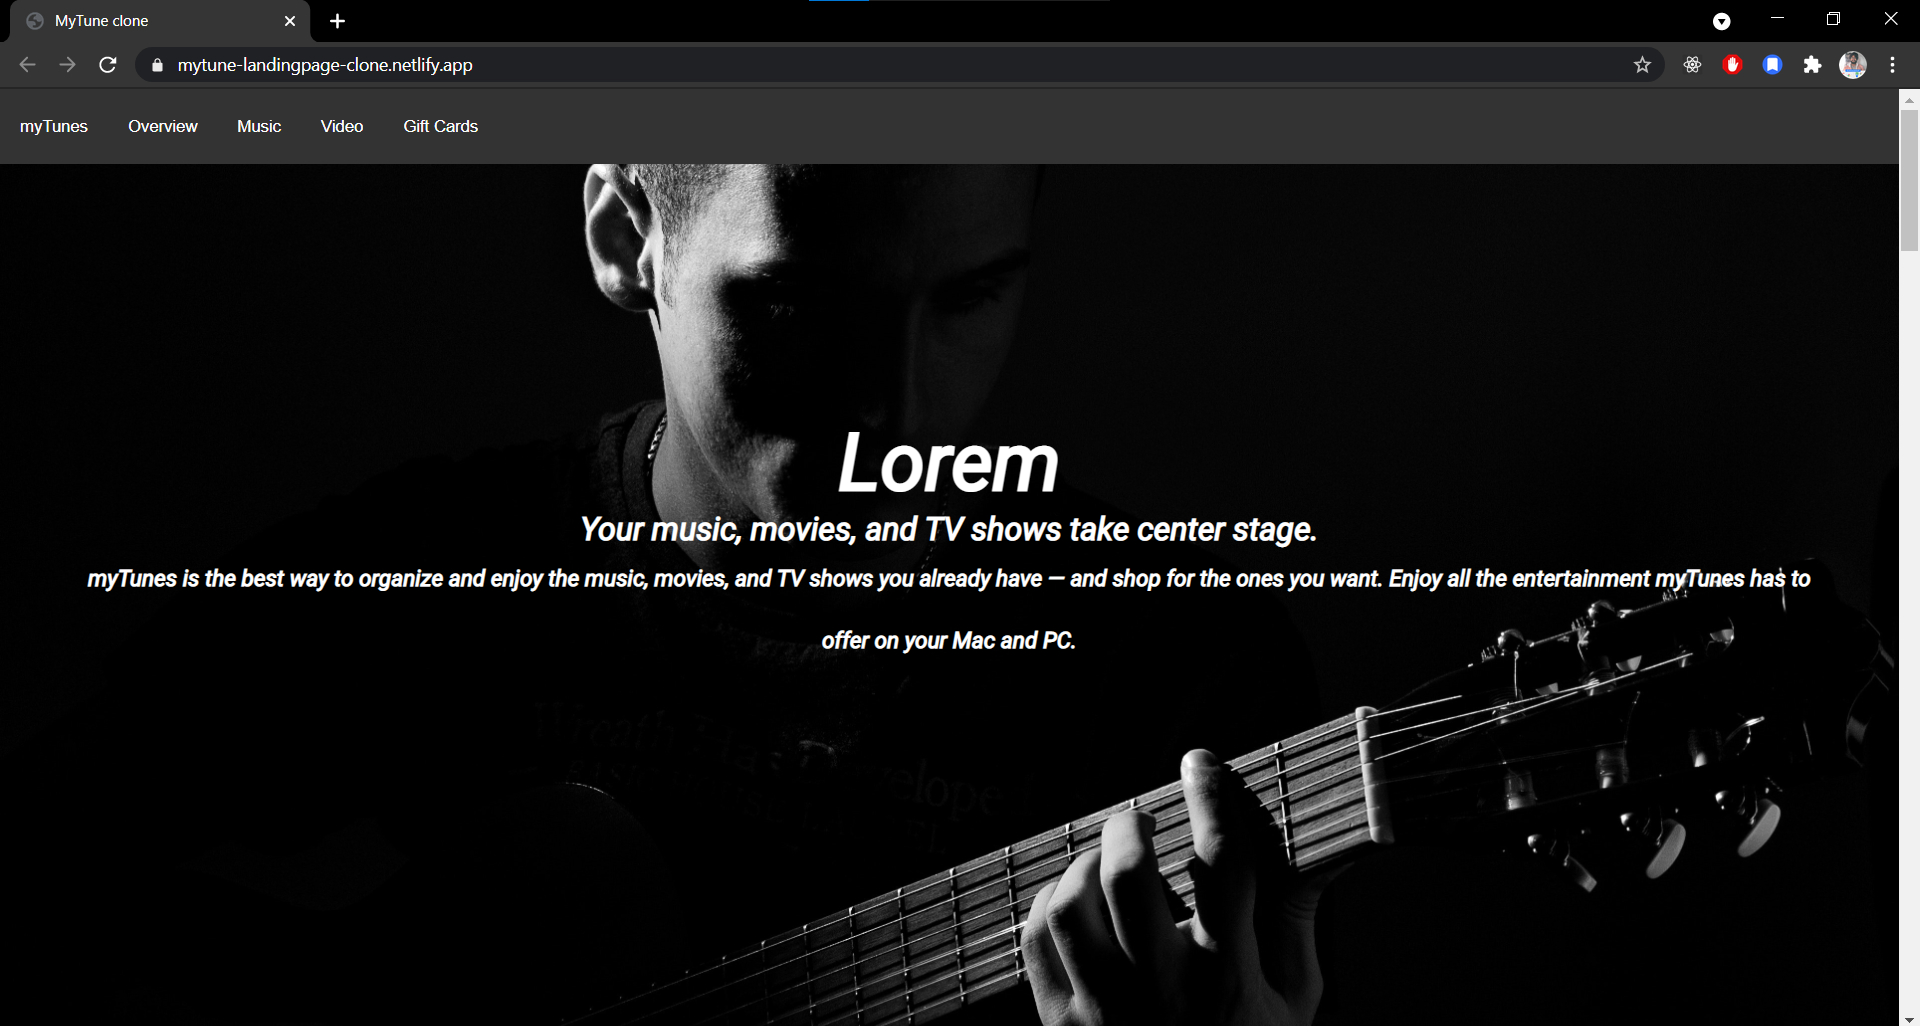 MyTune clone
mytune-landingpage-clone.netlify.app
myTunes Overview Music Video Gift Cards
Lorem
Your music, movies, and TV shows take center stage.
myTunes is the best way to organize and enjoy the music, movies, and TV shows you already have — and shop for the ones you want. Enjoy all the entertainment myTunes has to
offer on your Mac and PC.